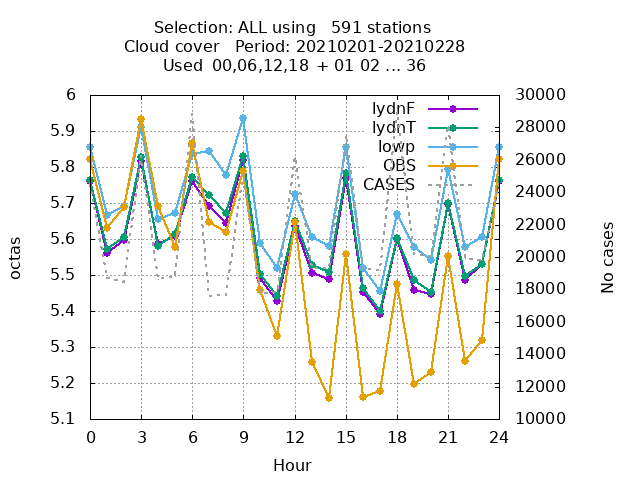 Selection: ALL using   591 stations
Cloud cover   Period: 20210201-20210228
Used  00,06,12,18  + 01 02 ... 36
6
5.9
5.8
5.7
5.6
5.5
5.4
5.3
5.2
5.1
octas
30000
28000
26000
24000
22000
20000
18000
16000
14000
12000
10000
No cases
lydnF
lydnT
lowp
OBS
CASES
0 3 6 9 12 15 18 21 24
Hour